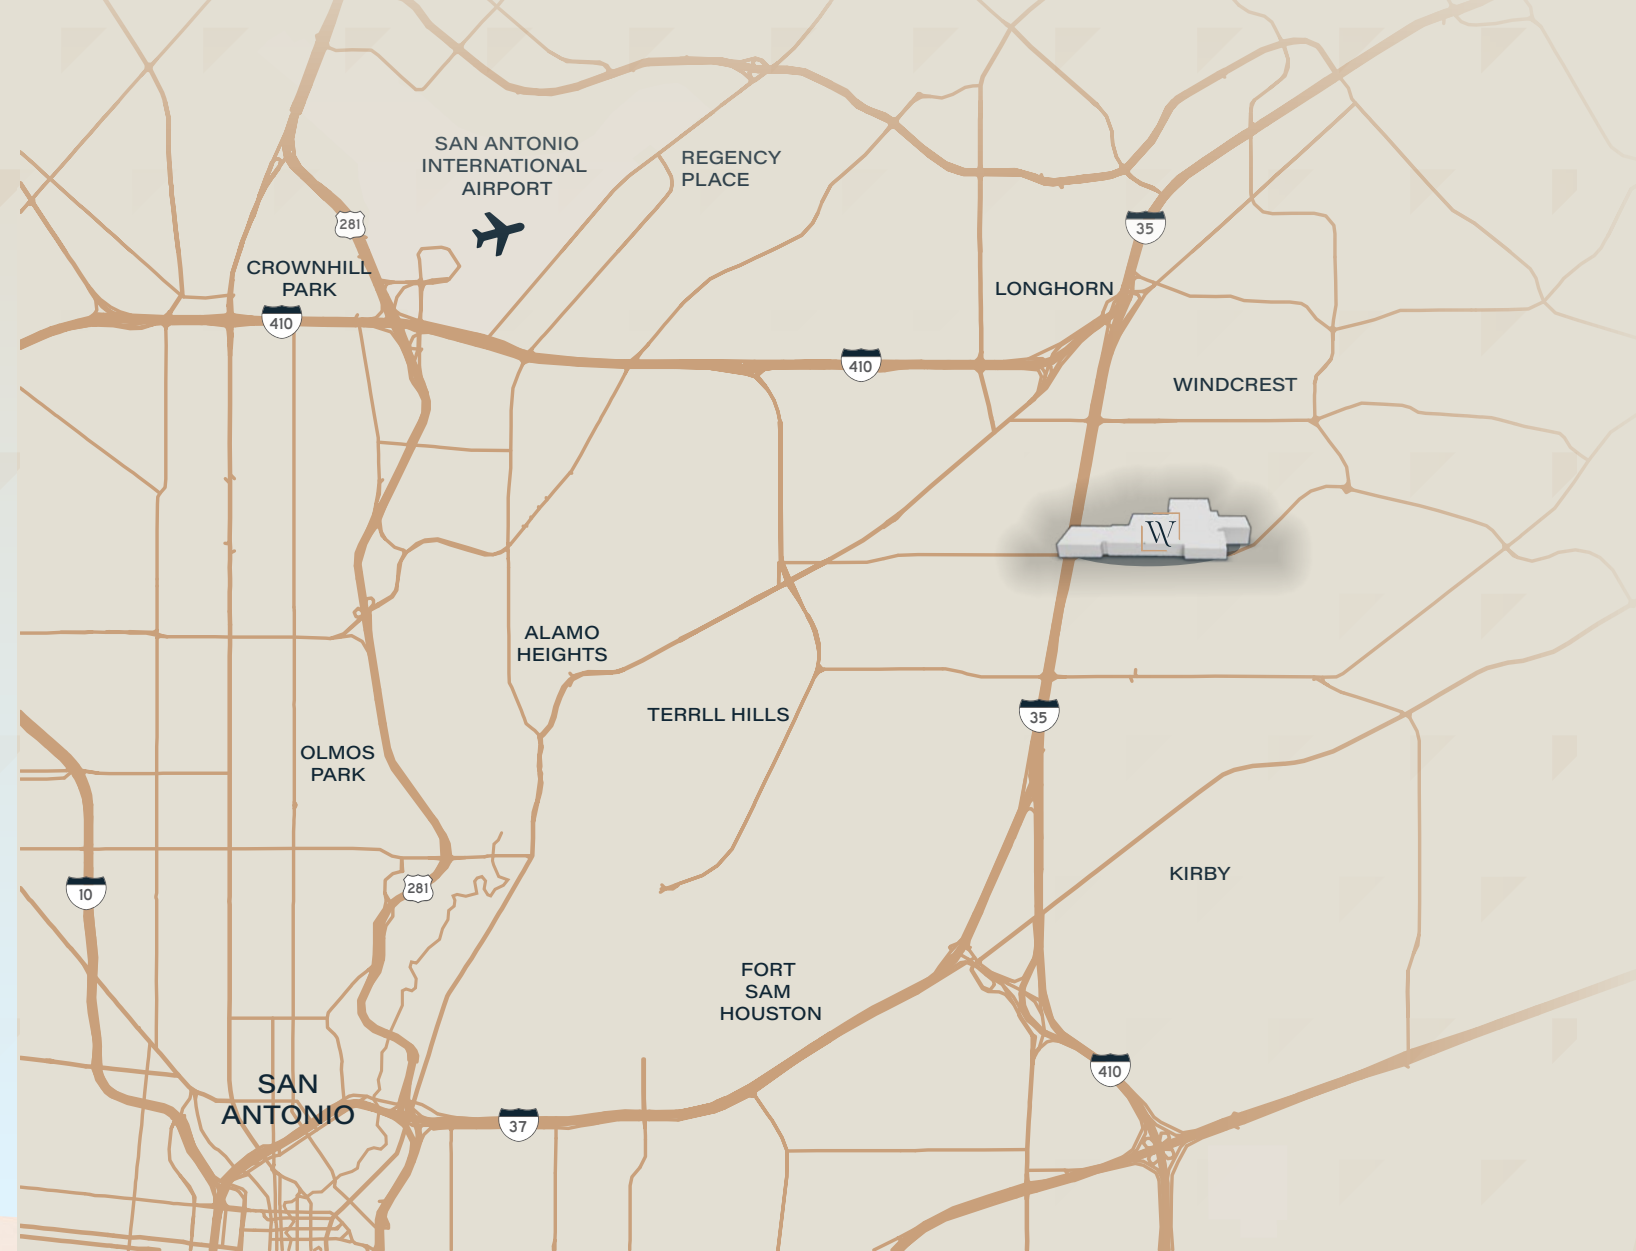 SAN ANTONIO
INTERNATIONAL
AIRPORT
REGENCY
PLACE
281
35
CROWNHILL
PARK
LONGHORN
410
410
WINDCREST
W
ALAMO
HEIGHTS
TERRLL HILLS
35
OLMOS
PARK
KIRBY
10
281
FORT
SAM
HOUSTON
410
SAN
ANTONIO
37